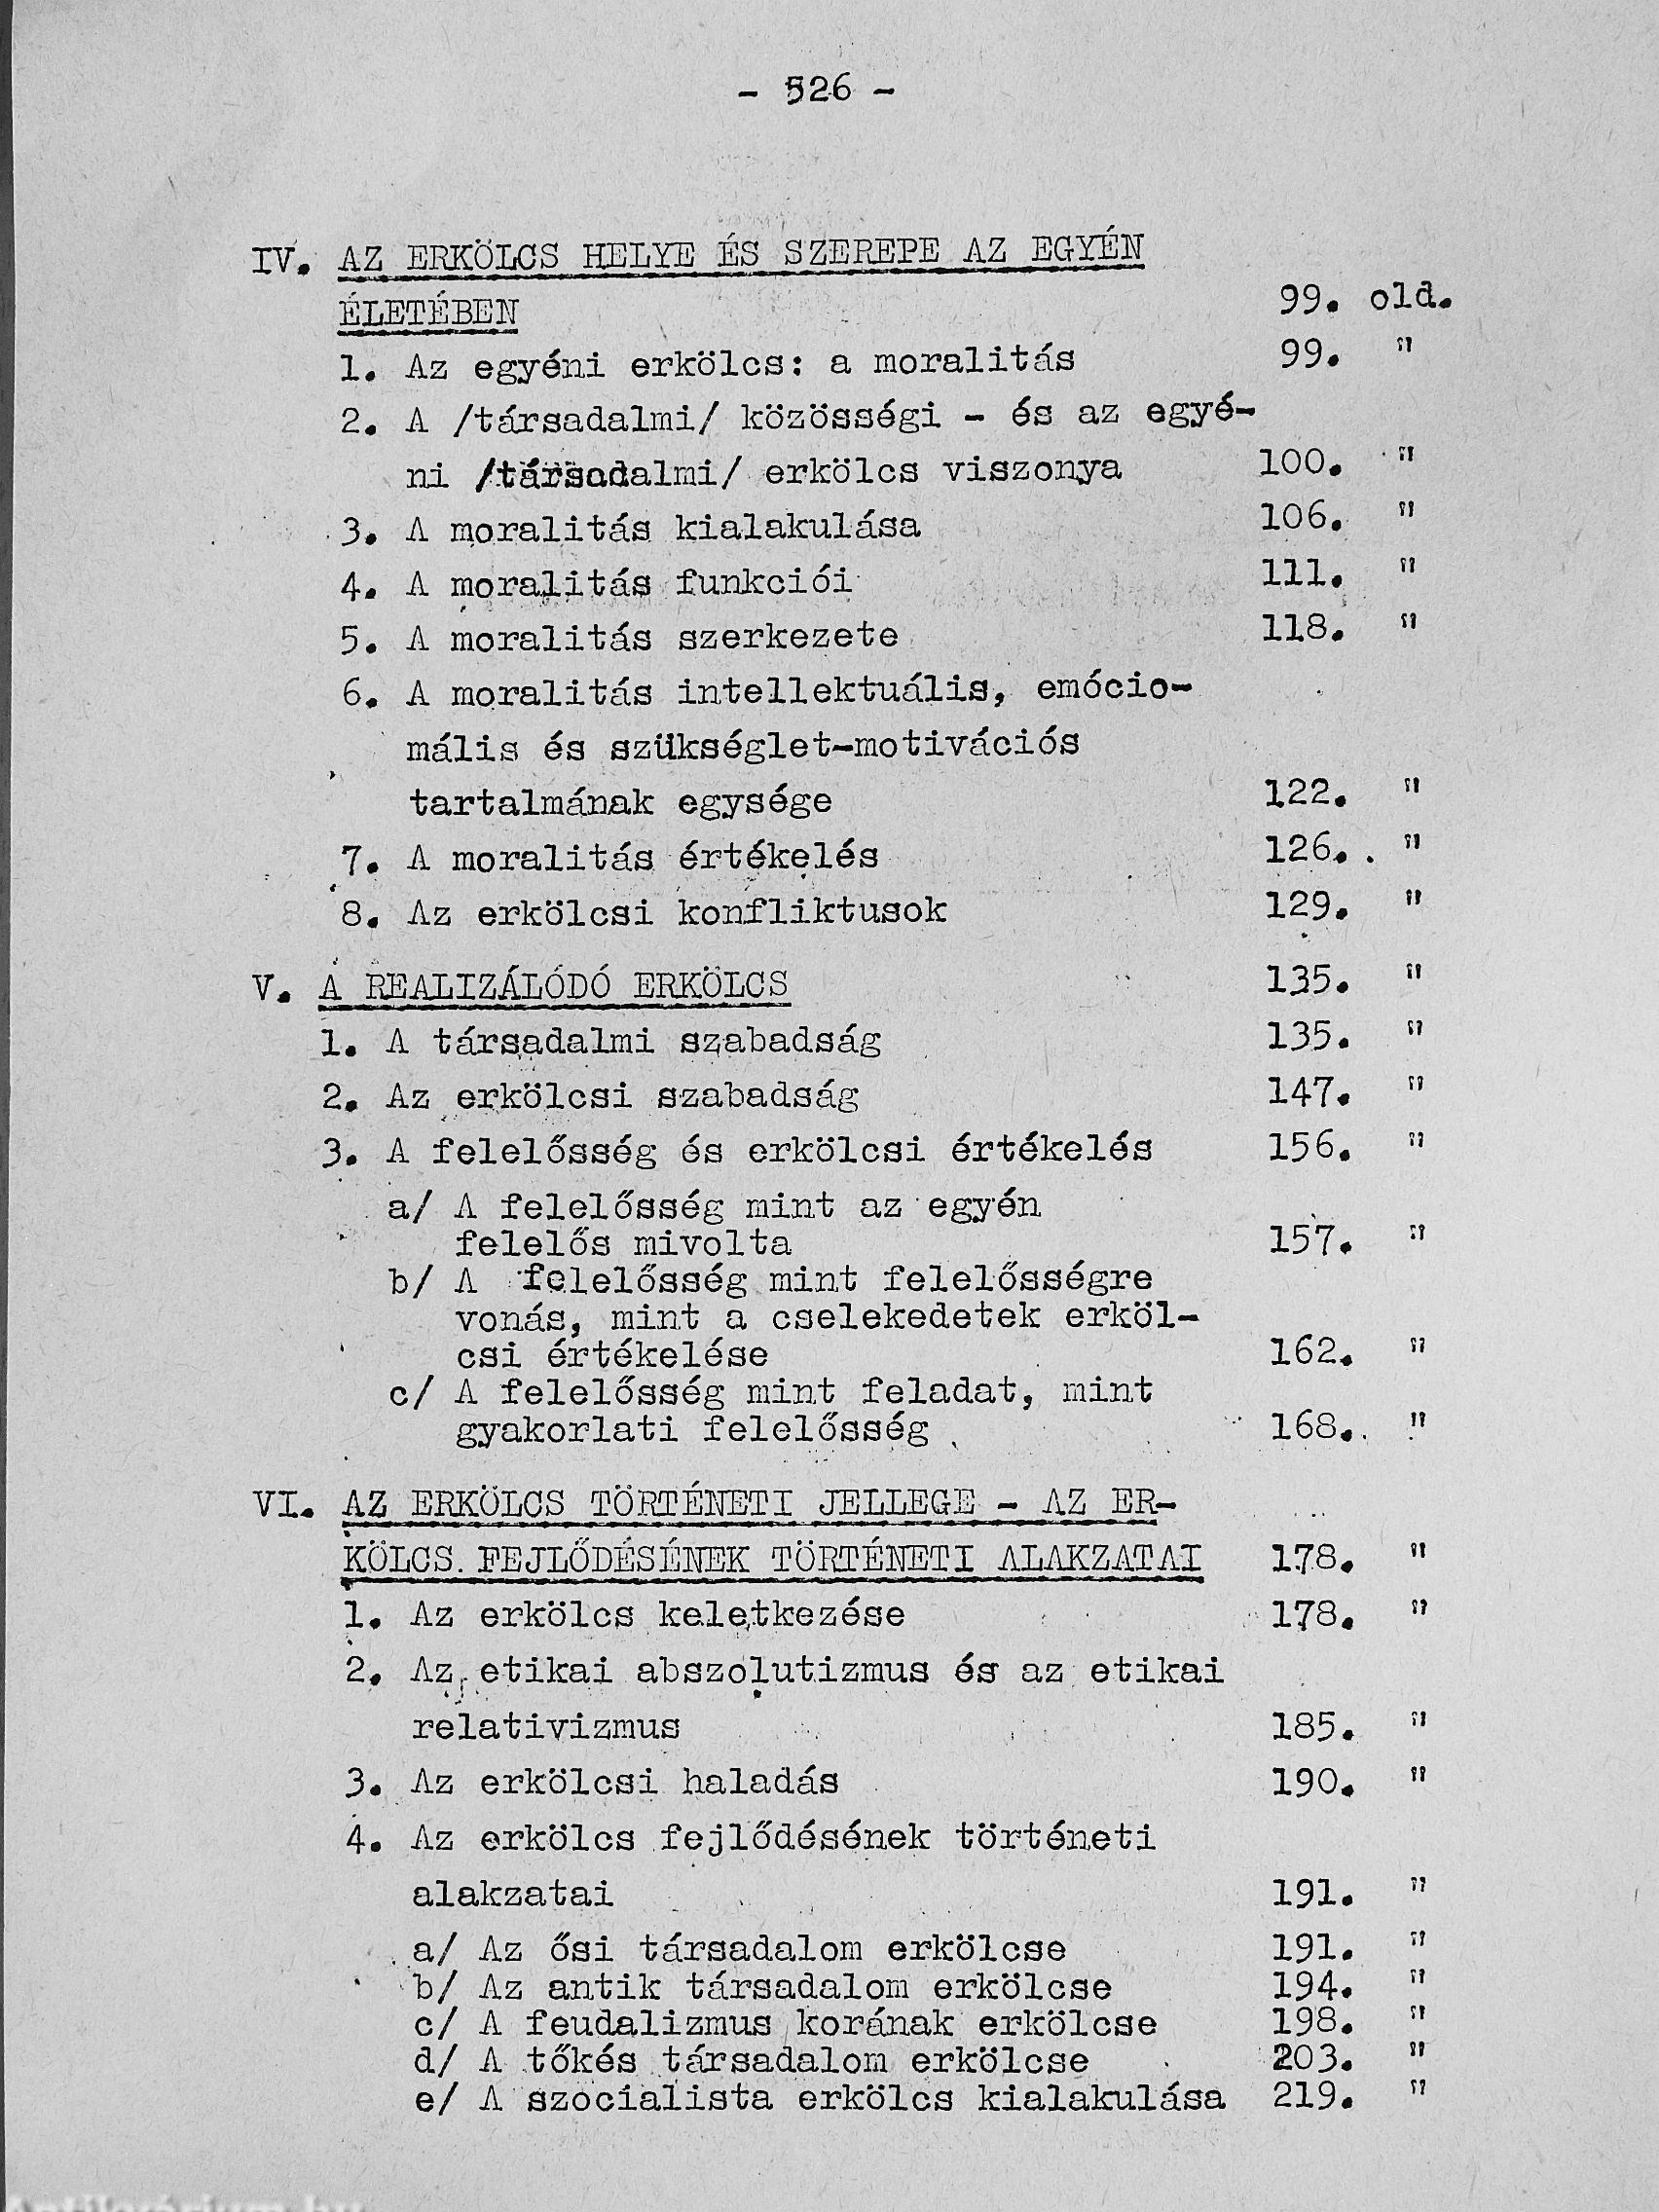 - 526 -
IV. AZ ERKÖLCS HELYE ÉS SZEREPE AZ EGYÉN
ÉLETÉBEN 99. old.
1. Az egyéni erkölcs: a moralitás 99. "
2. A /társadalmi/ közösségi - és az egyé-
ni /társadalmi/ erkölcs viszonya 100. "
3. A moralitás kialakulása 106. "
4. A moralitás funkciói 111. "
5. A moralitás szerkezete 118. "
6. A moralitás intellektuális, emócio-
mális és szükséglet-motivációs
tartalmának egysége 122. "
7. A moralitás értékelés 126. "
8. Az erkölcsi konfliktusok 129. "
V. A REALIZÁLÓDÓ ERKÖLCS 135. "
1. A társadalmi szabadság 135. "
2. Az erkölcsi szabadság 147. "
3. A felelősség és erkölcsi értékelés 156. "
a/ A felelősség mint az egyén
felelős mivolta 157. "
b/ A felelősség mint felelősségre
vonás, mint a cselekedetek erköl-
csi értékelése 162. "
c/ A felelősség mint feladat, mint
gyakorlati felelősség 168. "
VI. AZ ERKÖLCS TÖRTÉNETI JELLEGE - AZ ER-
KÖLCS FEJLŐDÉSÉNEK TÖRTÉNETI ALAKZATAI 178. "
1. Az erkölcs keletkezése 178. "
2. Az etikai abszolutizmus és az etikai
relativizmus 185. "
3. Az erkölcsi haladás 190. "
4. Az erkölcs fejlődésének történeti
alakzatai 191. "
a/ Az ősi társadalom erkölcse 191. "
b/ Az antik társadalom erkölcse 194. "
c/ A feudalizmus korának erkölcse 198. "
d/ A tőkés társadalom erkölcse 203. "
e/ A szocialista erkölcs kialakulása 219. "